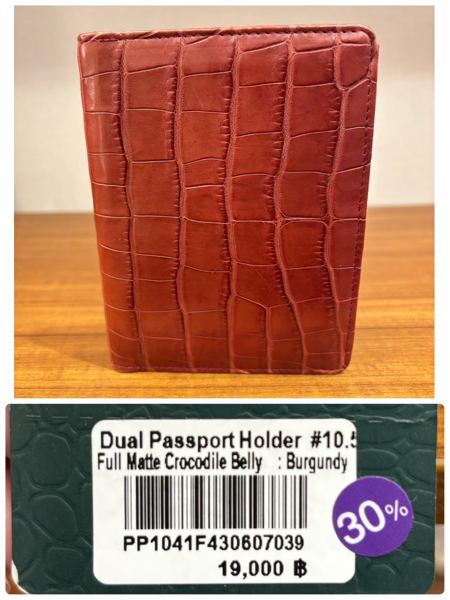 Dual Passport Holder #10.5
Full Matte Crocodile Belly : Burgundy
PP1041F430607039
19,000 ฿
30%